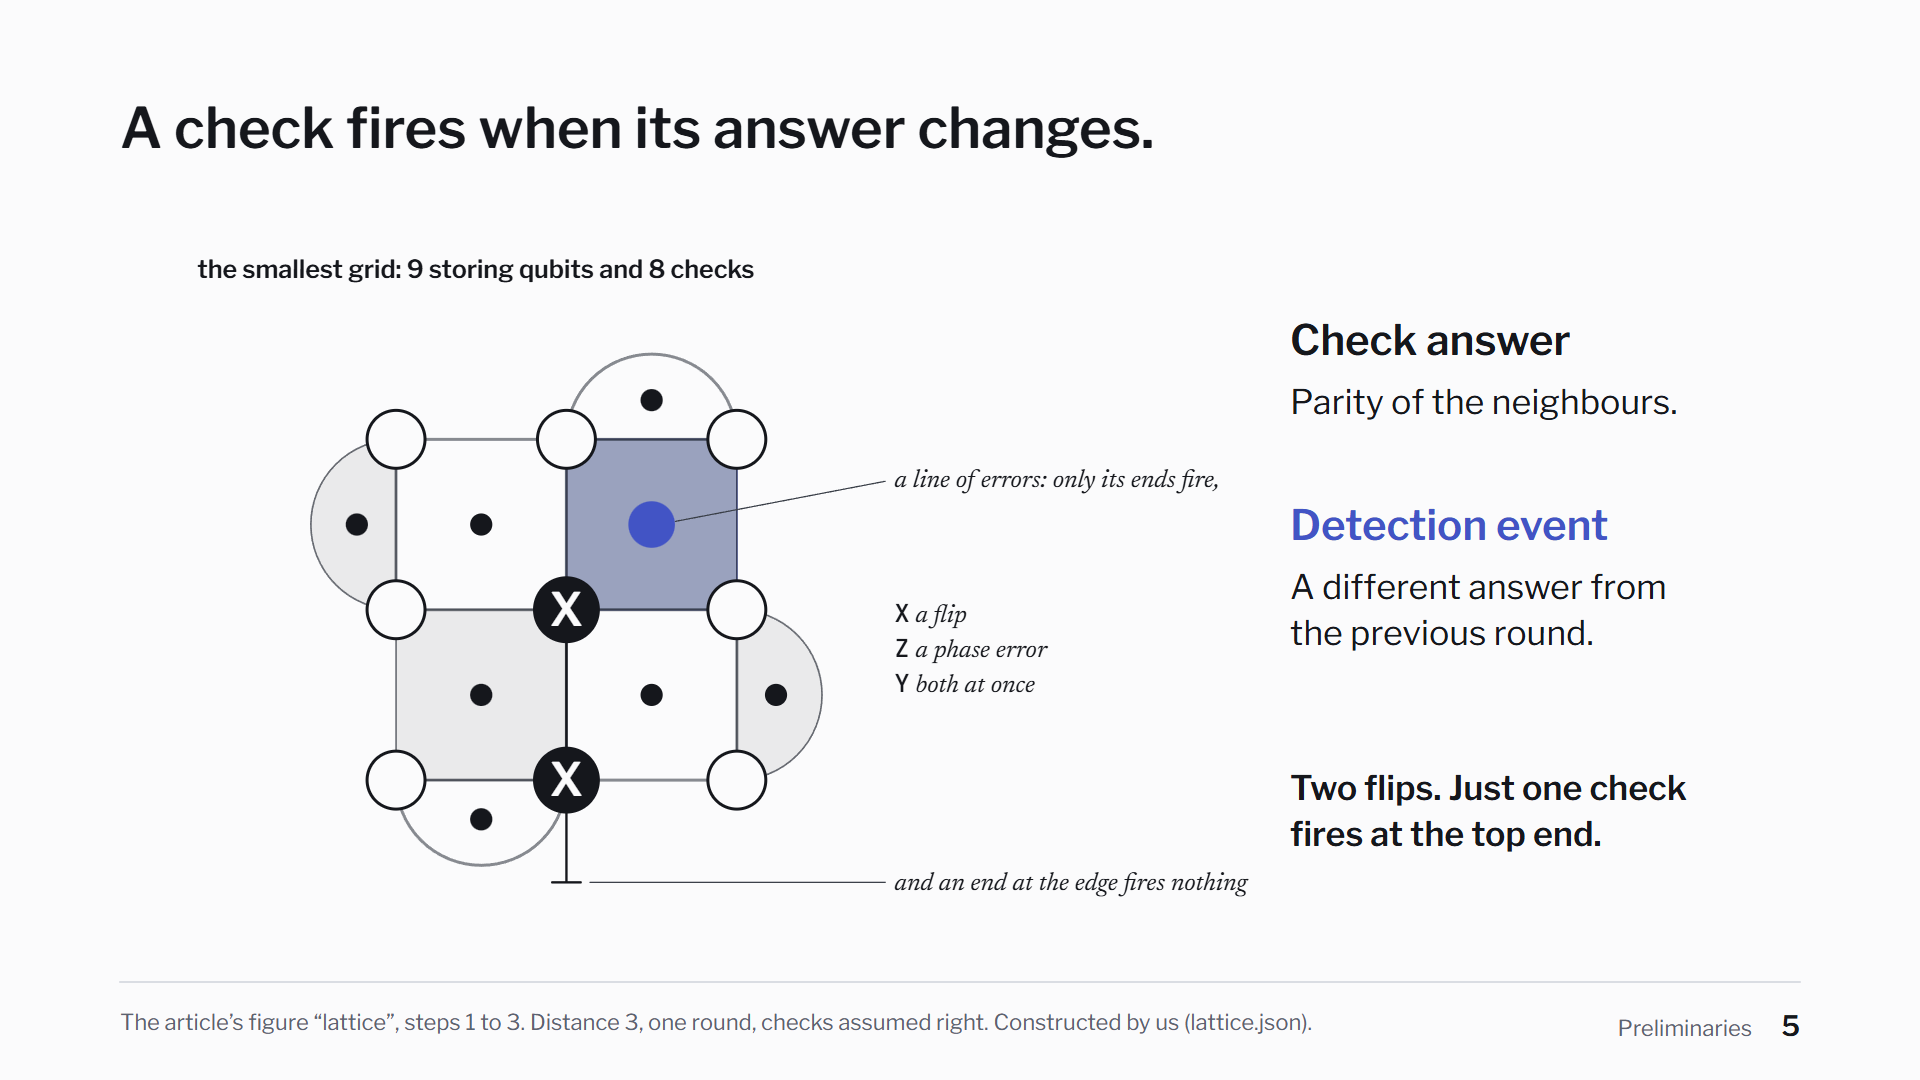 A check fires when its answer changes.
the smallest grid: 9 storing qubits and 8 checks
a line of errors: only its ends fire,
X
X
X a flip
Z a phase error
Y both at once
and an end at the edge fires nothing
Check answer
Parity of the neighbours.
Detection event
A different answer from
the previous round.
Two flips. Just one check
fires at the top end.
The article’s figure “lattice”, steps 1 to 3. Distance 3, one round, checks assumed right. Constructed by us (lattice.json).
Preliminaries 5